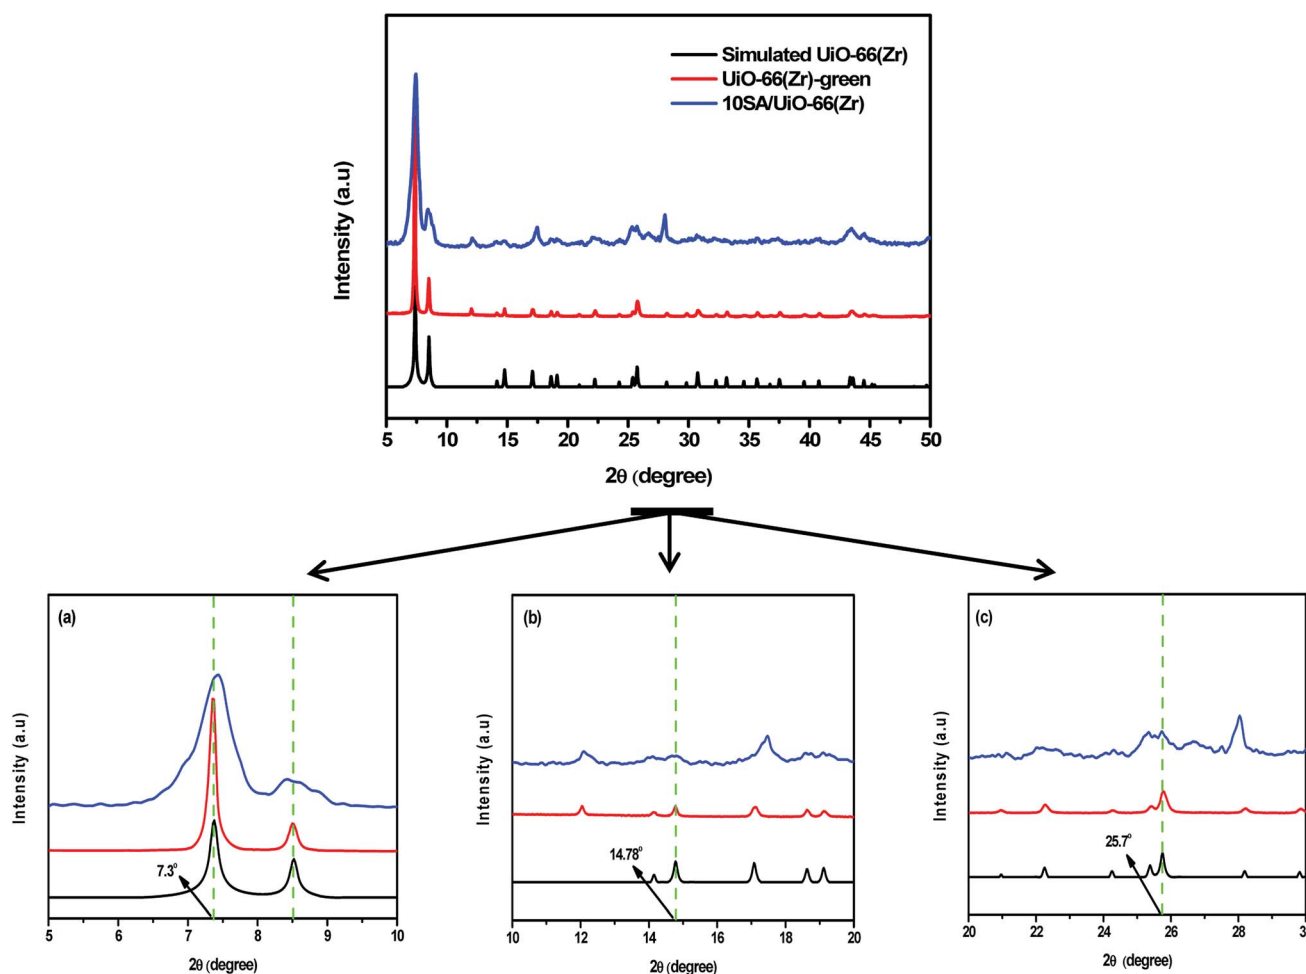 Simulated UiO-66(Zr)
UiO-66(Zr)-green
10SA/UiO-66(Zr)
Intensity (a.u)
5 10 15 20 25 30 35 40 45 50
2θ (degree)
(a)
7.3°
Intensity (a.u)
5 6 7 8 9 10
2θ (degree)
(b)
14.78°
Intensity (a.u)
10 12 14 16 18 20
2θ (degree)
(c)
25.7°
Intensity (a.u)
20 22 24 26 28 3
2θ (degree)